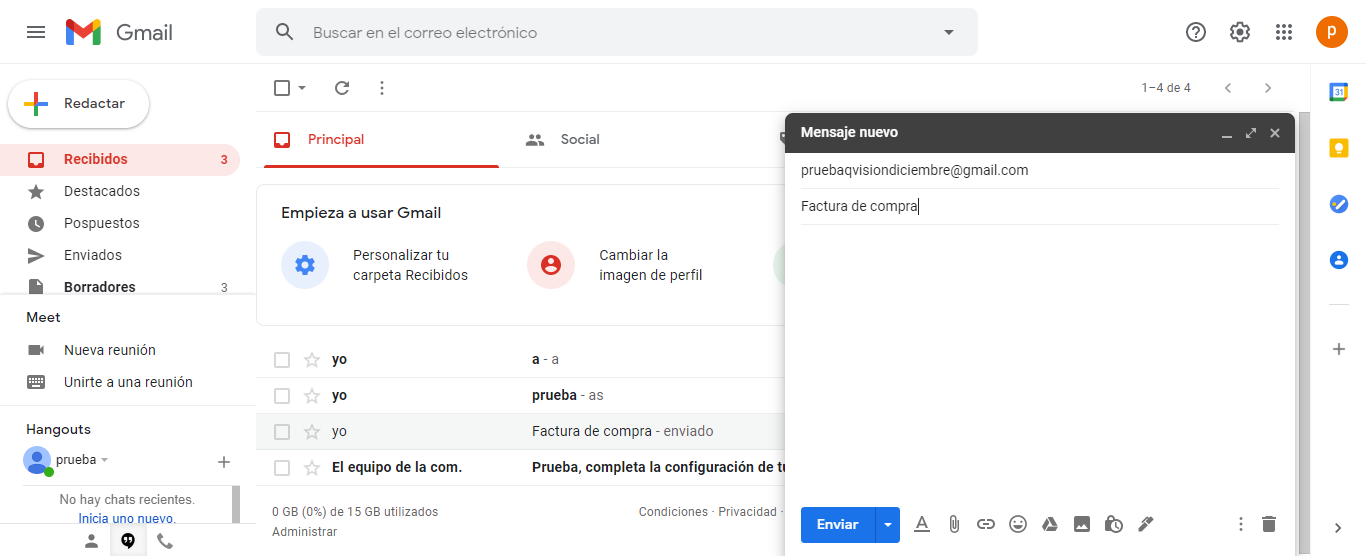 Gmail
Buscar en el correo electrónico
p
Redactar
1–4 de 4
Recibidos 3
Destacados
Pospuestos
Enviados
Borradores 3
Meet
Nueva reunión
Unirte a una reunión
Hangouts
prueba
No hay chats recientes.
Inicia uno nuevo.
Principal
Social
Empieza a usar Gmail
Personalizar tu
carpeta Recibidos
Cambiar la
imagen de perfil
yo a - a
yo prueba - as
yo Factura de compra - enviado
El equipo de la com. Prueba, completa la configuración de tu
0 GB (0%) de 15 GB utilizados
Administrar
Condiciones · Privacidad ·
Mensaje nuevo
pruebaqvisiondiciembre@gmail.com
Factura de compra
Enviar
31